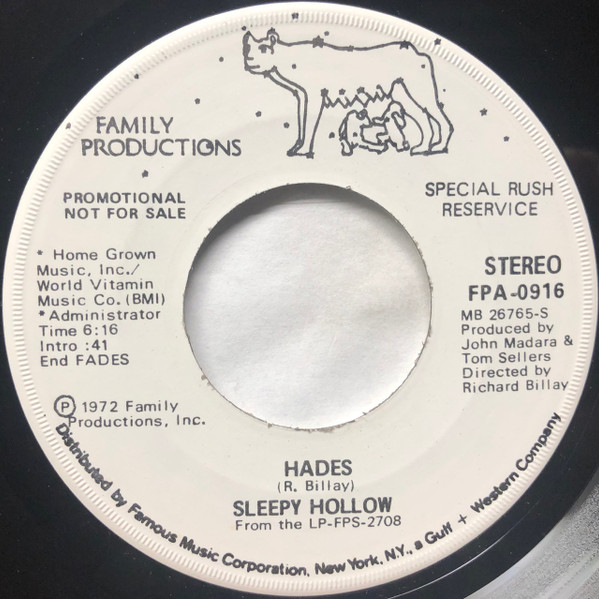 FAMILY
PRODUCTIONS
PROMOTIONAL
NOT FOR SALE
SPECIAL RUSH
RESERVICE
* Home Grown
Music, Inc./
World Vitamin
Music Co. (BMI)
*Administrator
Time 6:16
Intro :41
End FADES
STEREO
FPA-0916
MB 26765-S
Produced by
John Madara &
Tom Sellers
Directed by
Richard Billay
Ⓟ 1972 Family
Productions, Inc.
HADES
(R. Billay)
SLEEPY HOLLOW
From the LP-FPS-2708
Distributed by Famous Music Corporation, New York, N.Y., a Gulf + Western Company